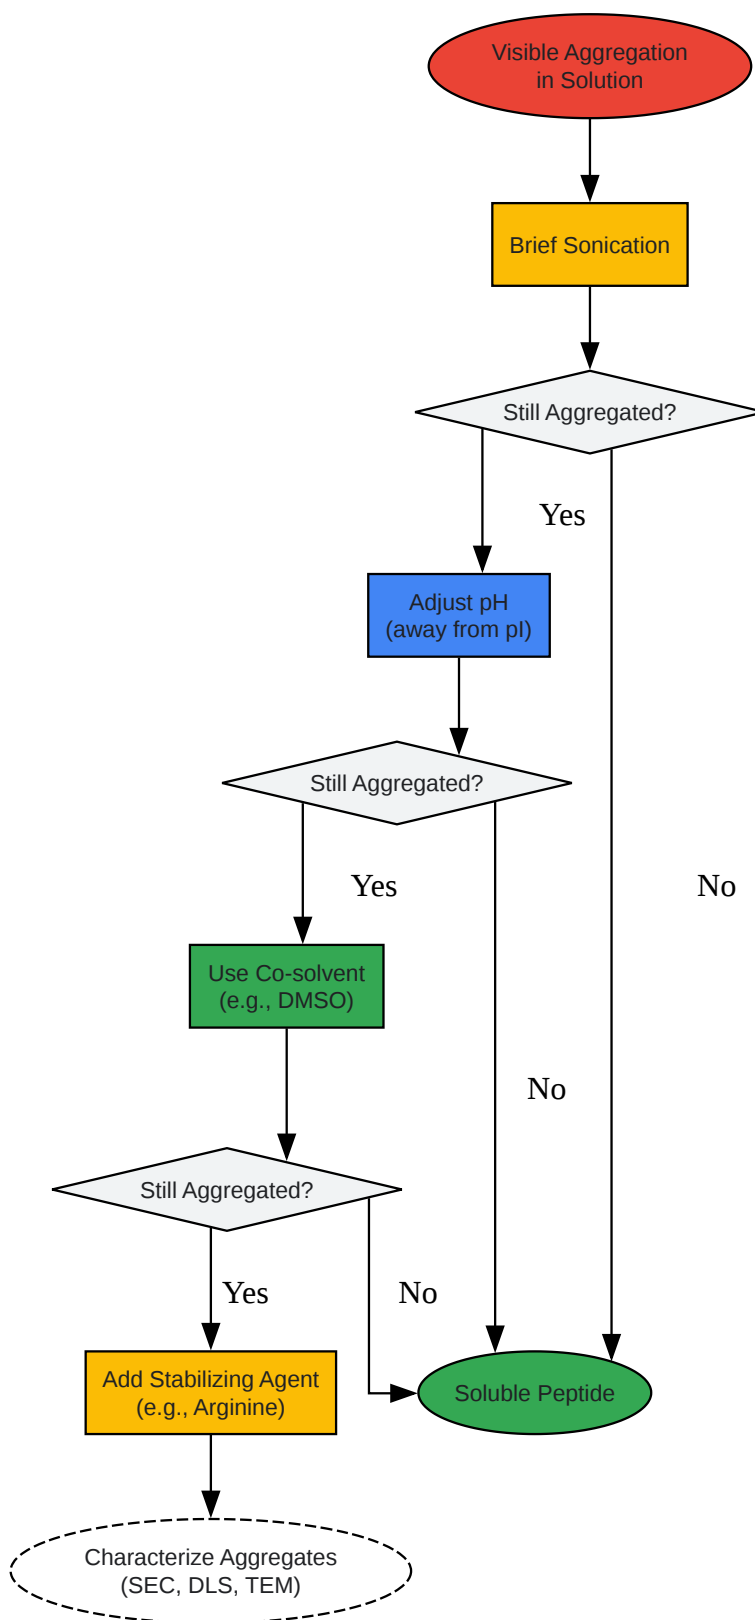 Visible Aggregation
in Solution
Brief Sonication
Still Aggregated?
Yes
Adjust pH
(away from pI)
Still Aggregated?
Yes
No
Use Co-solvent
(e.g., DMSO)
No
Still Aggregated?
Yes
No
Add Stabilizing Agent
(e.g., Arginine)
Soluble Peptide
Characterize Aggregates
(SEC, DLS, TEM)